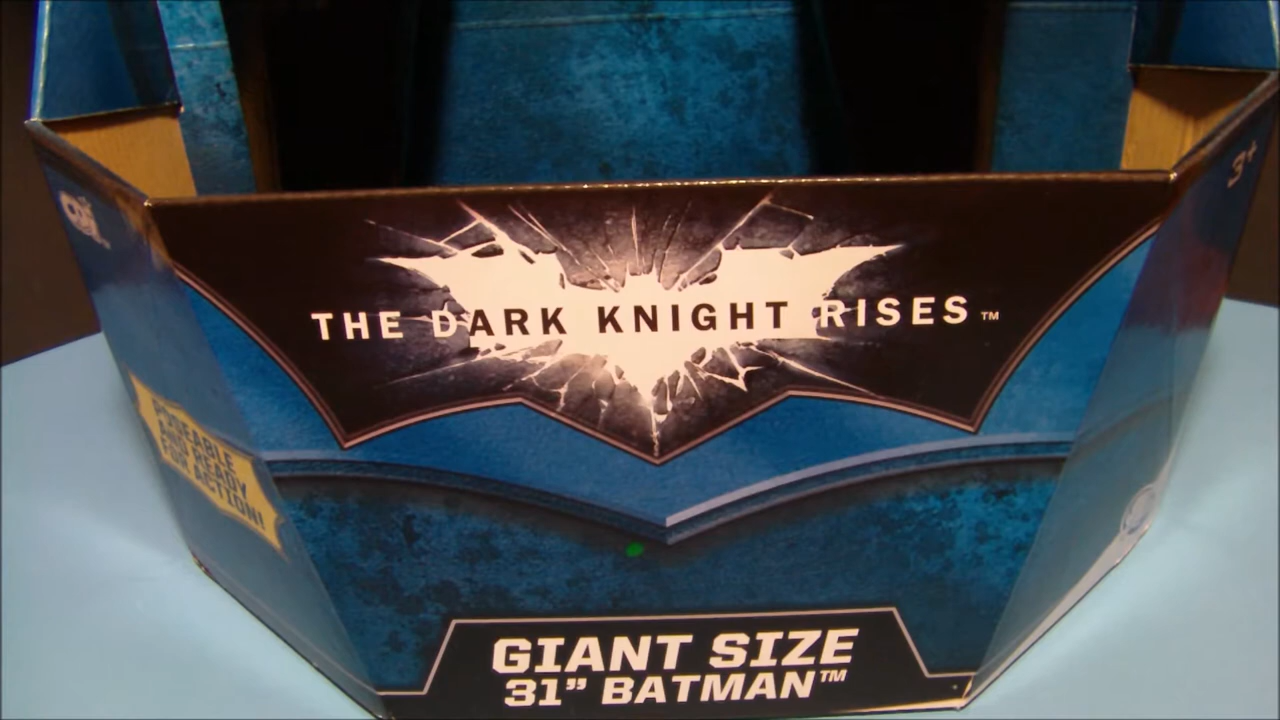 THE DARK KNIGHT RISES™
3+
POSEABLE
AND READY
FOR ACTION!
GIANT SIZE
31” BATMAN™